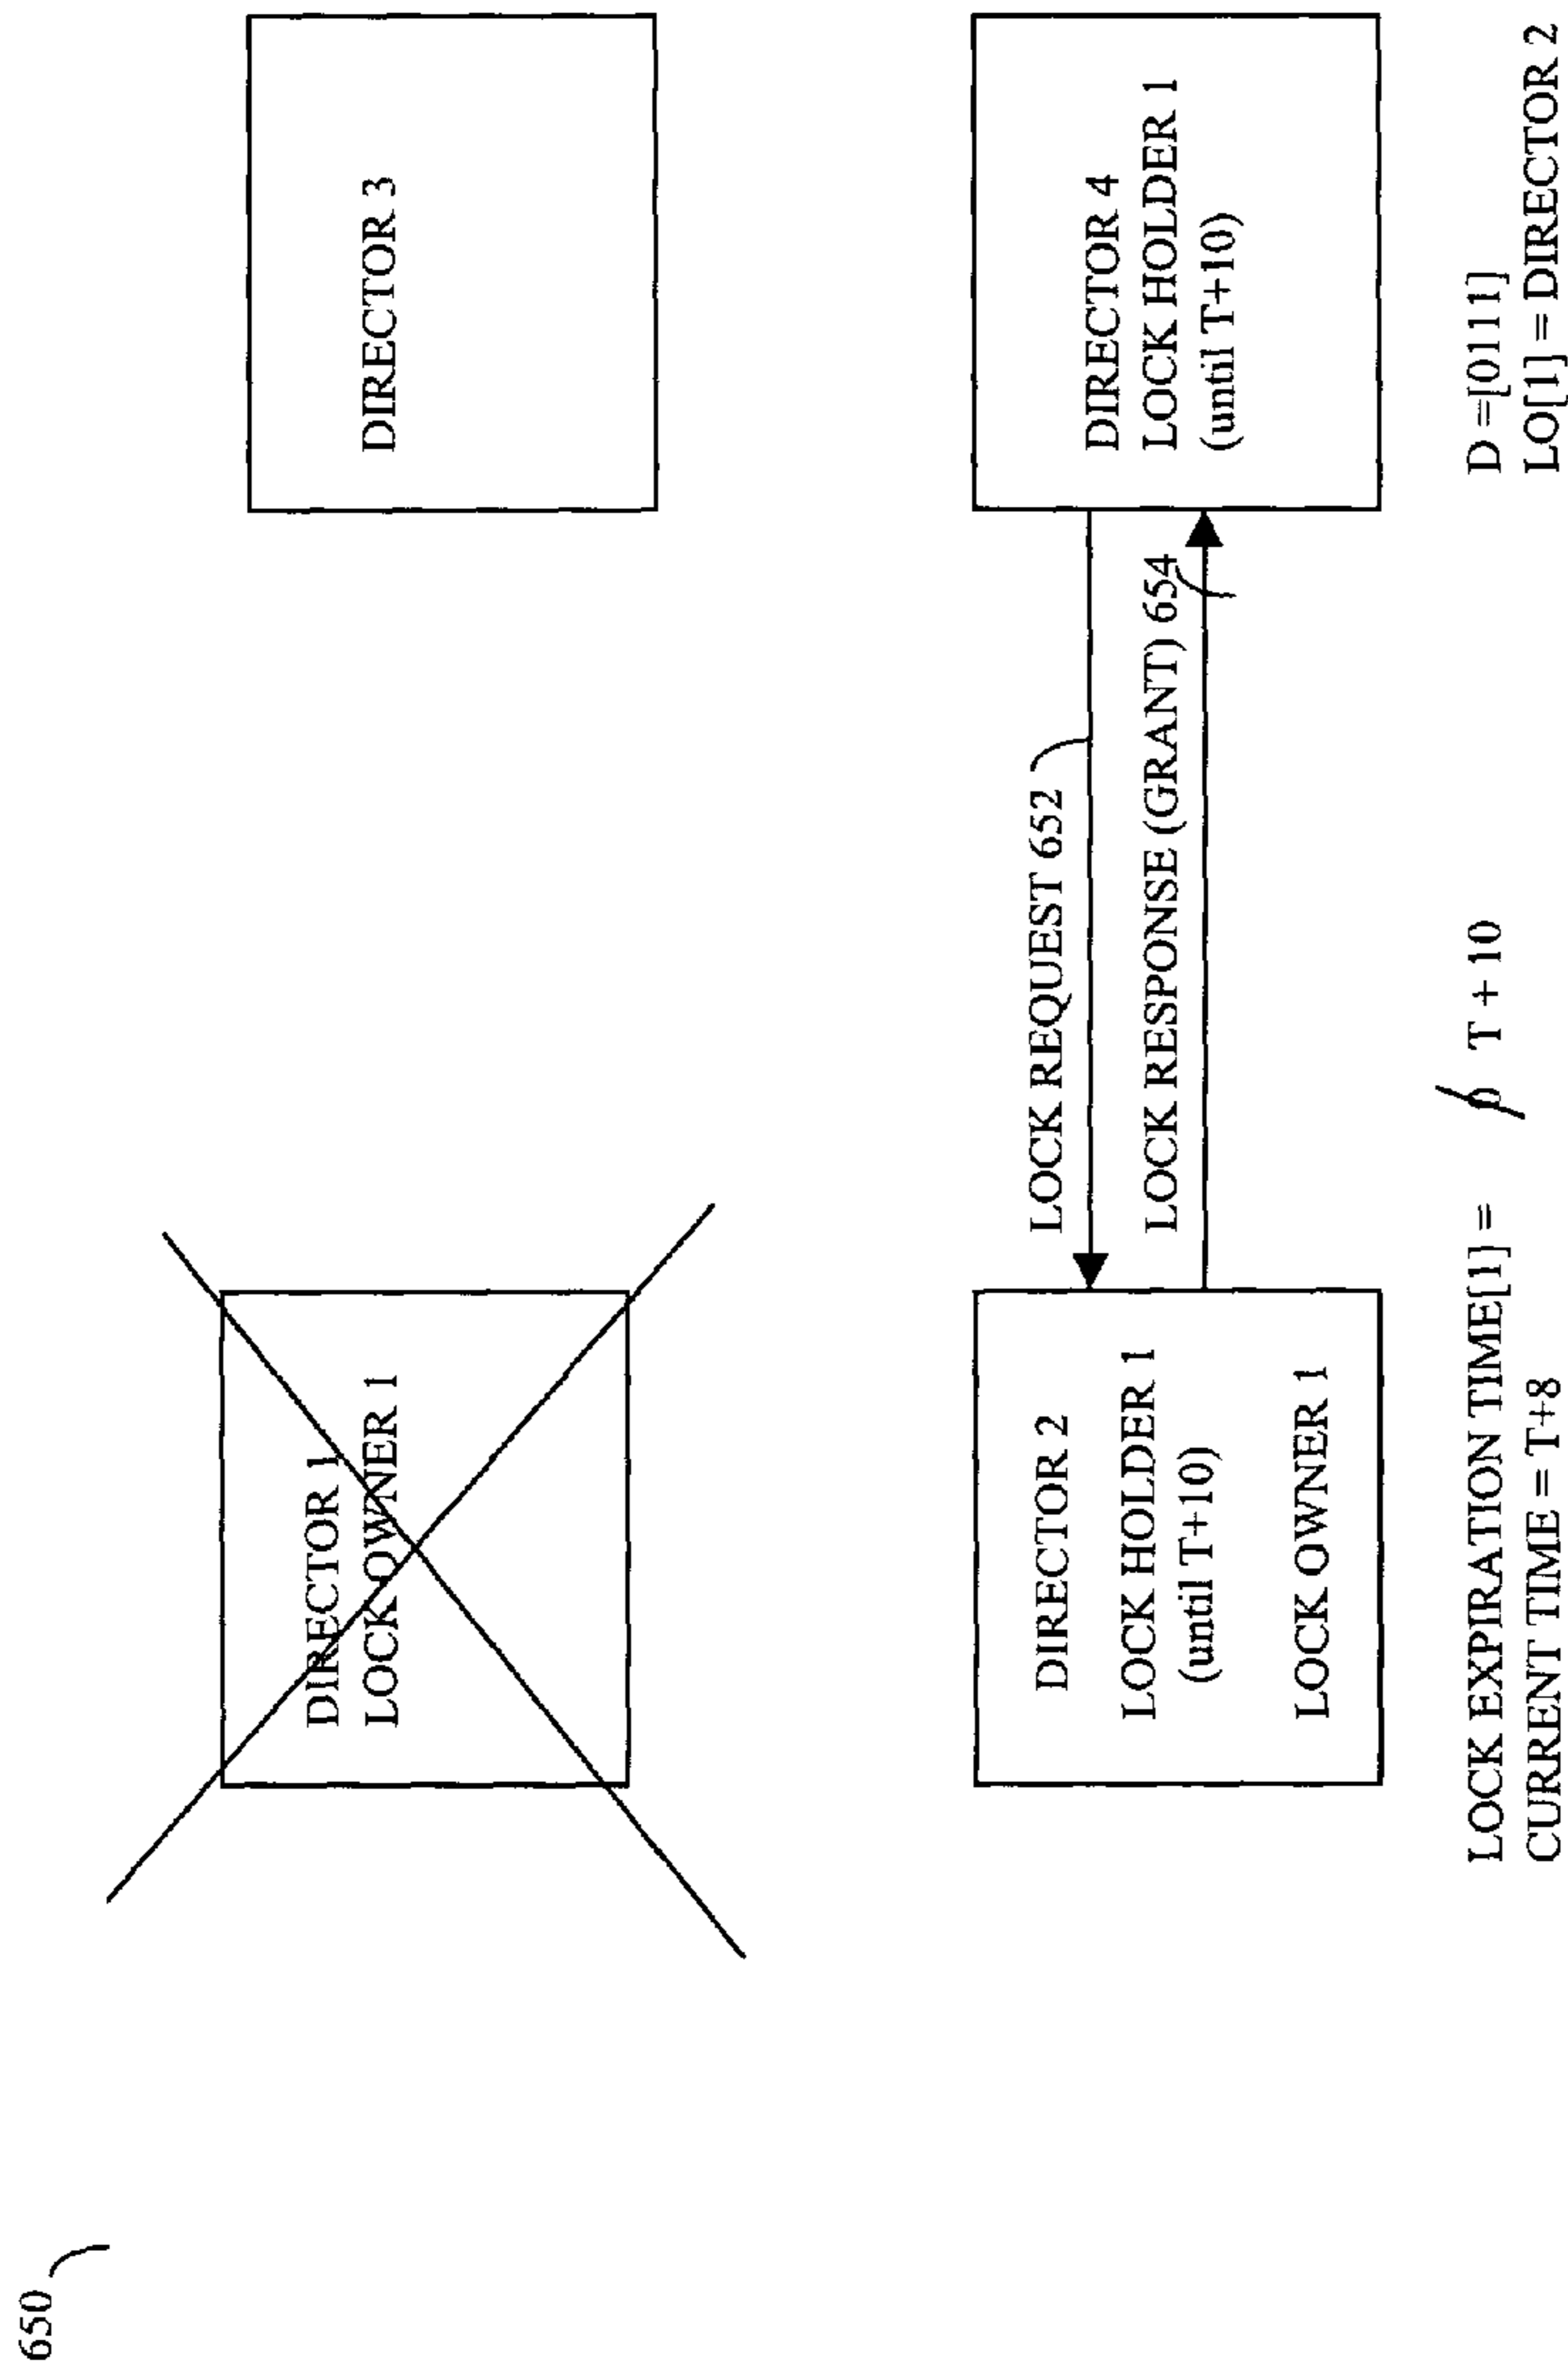 650
DIRECTOR 1
LOCK OWNER 1
DIRECTOR 3
DIRECTOR 2
LOCK HOLDER 1
(until T+10)
LOCK OWNER 1
LOCK REQUEST 652
LOCK RESPONSE (GRANT) 654
DIRECTOR 4
LOCK HOLDER 1
(until T+10)
LOCK EXPIRATION TIME[1] = 0 T + 10
CURRENT TIME = T+8
D =[0111]
LO[1] = DIRECTOR 2